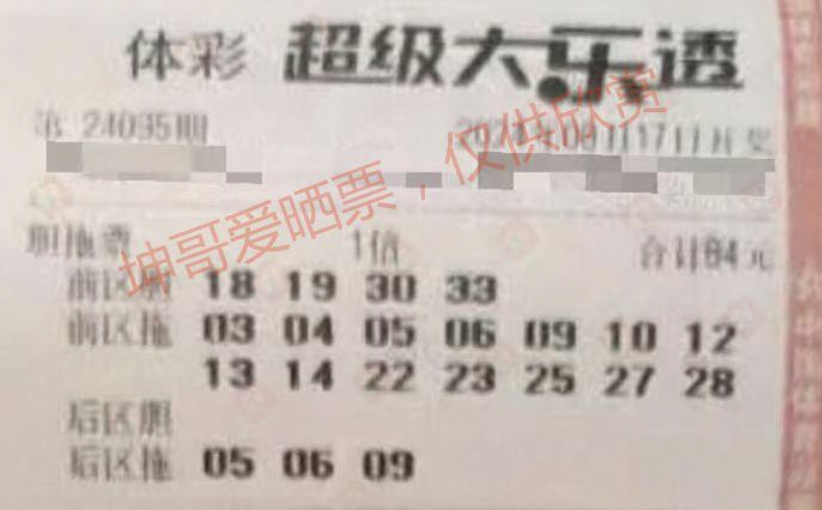 体彩 超级大乐透
第 24095期
胆拖票 1倍 合计84元
前区胆 18 19 30 33
前区拖 03 04 05 06 09 10 12
13 14 22 23 25 27 28
后区胆
后区拖 05 06 09
坤哥爱晒票，仅供欣赏